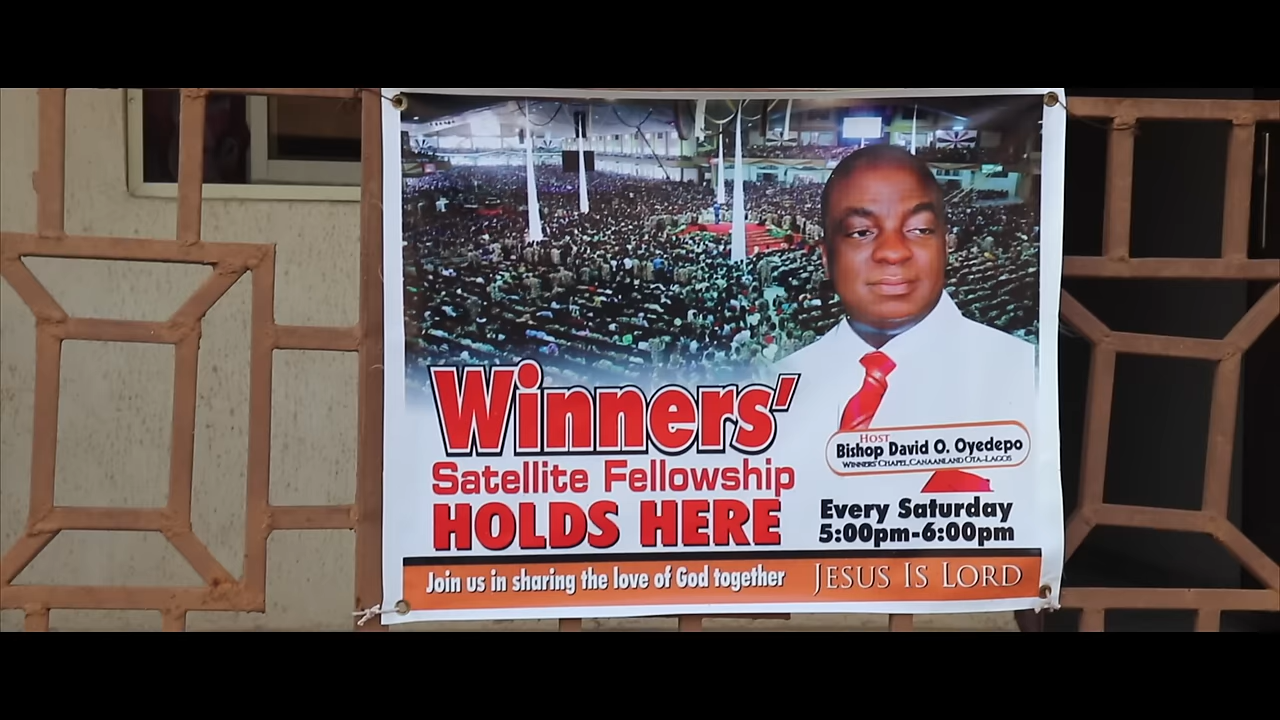 Winners'
Satellite Fellowship
HOLDS HERE
HOST
Bishop David O. Oyedepo
WINNERS' CHAPEL, CANAANLAND OTA-LAGOS
Every Saturday
5:00pm-6:00pm
Join us in sharing the love of God together
JESUS IS LORD